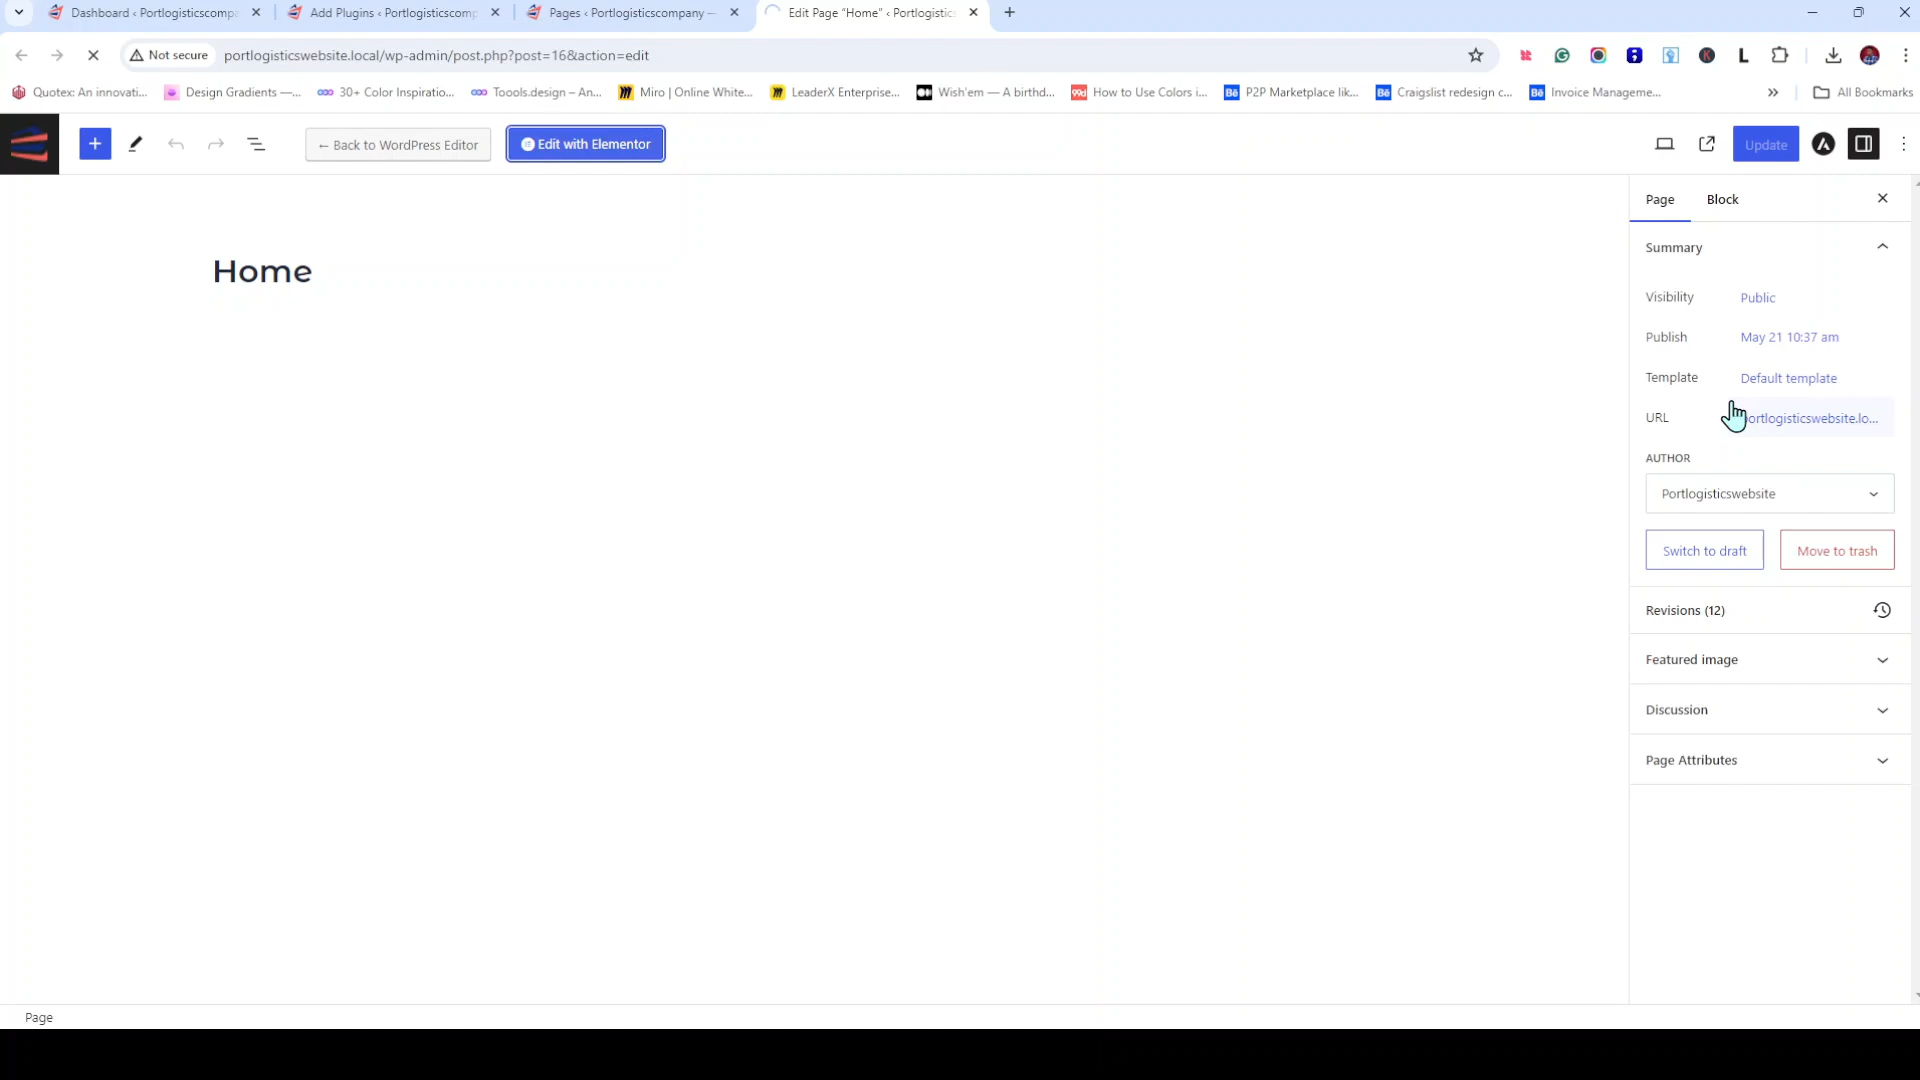 Dashboard ‹ Portlogisticscompa
Add Plugins ‹ Portlogisticscomp
Pages ‹ Portlogisticscompany —
Edit Page “Home” ‹ Portlogistics
Not secure
portlogisticswebsite.local/wp-admin/post.php?post=16&action=edit
Quotex: An innovati...
Design Gradients —...
30+ Color Inspiratio...
Toools.design – An...
Miro | Online White...
LeaderX Enterprise...
Wish'em — A birthd...
How to Use Colors i...
P2P Marketplace lik...
Craigslist redesign c...
Invoice Manageme...
»
All Bookmarks
← Back to WordPress Editor
Edit with Elementor
Update
Page
Block
Home
Summary
Visibility
Public
Publish
May 21 10:37 am
Template
Default template
URL
ortlogisticswebsite.lo...
AUTHOR
Portlogisticswebsite
Switch to draft
Move to trash
Revisions (12)
Featured image
Discussion
Page Attributes
Page